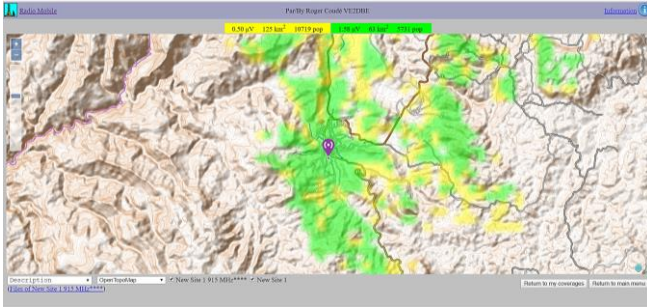 Radio Mobile
Par/By Roger Coudé VE2DBE
Information
0.50 µV 125 km² 10719 pop 1.50 µV 63 km² 5731 pop
Description OpenTopoMap New Site 1 915 MHz**** New Site 1
Return to my coverages Return to main menu
(Files of New Site 1 915 MHz****)